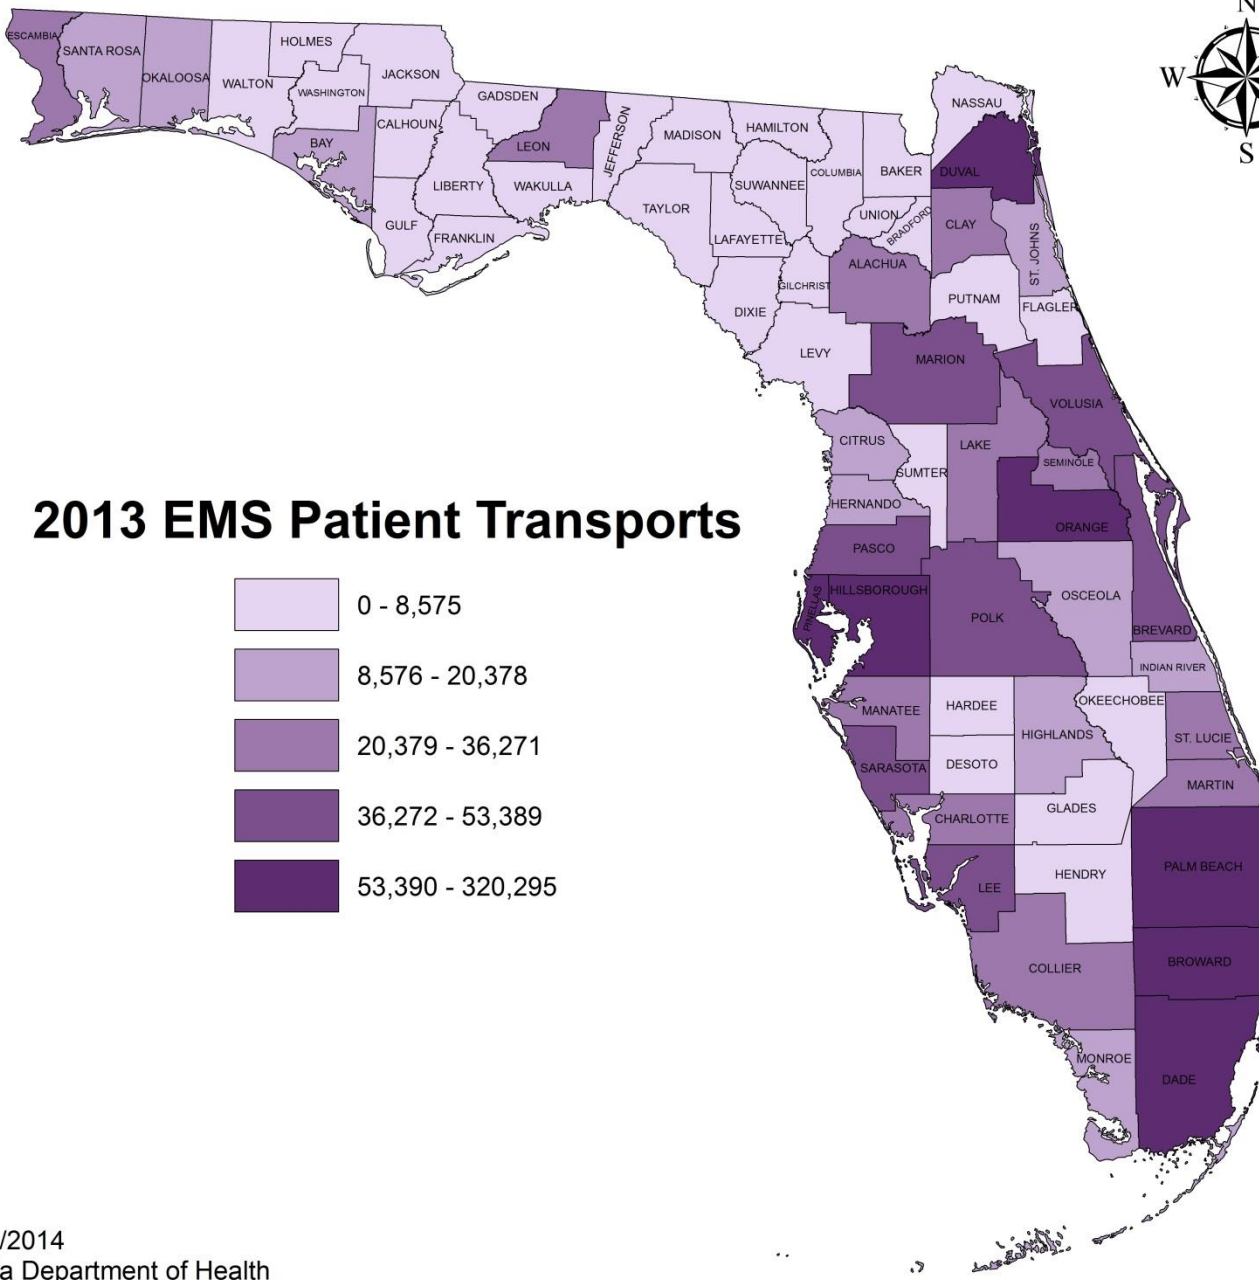 N
W
S
ESCAMBIA
SANTA ROSA
OKALOOSA
WALTON
HOLMES
WASHINGTON
JACKSON
BAY
CALHOUN
GULF
GADSDEN
LIBERTY
FRANKLIN
LEON
WAKULLA
JEFFERSON
MADISON
TAYLOR
HAMILTON
SUWANNEE
LAFAYETTE
COLUMBIA
BAKER
NASSAU
DUVAL
UNION
BRADFORD
CLAY
ST. JOHNS
ALACHUA
GILCHRIST
DIXIE
PUTNAM
FLAGLER
LEVY
MARION
VOLUSIA
CITRUS
SUMTER
LAKE
SEMINOLE
HERNANDO
ORANGE
PASCO
PINELLAS
HILLSBOROUGH
POLK
OSCEOLA
BREVARD
INDIAN RIVER
MANATEE
HARDEE
HIGHLANDS
OKEECHOBEE
ST. LUCIE
SARASOTA
DESOTO
MARTIN
CHARLOTTE
GLADES
LEE
HENDRY
PALM BEACH
COLLIER
BROWARD
MONROE
DADE
2013 EMS Patient Transports
0 - 8,575
8,576 - 20,378
20,379 - 36,271
36,272 - 53,389
53,390 - 320,295
/2014
a Department of Health